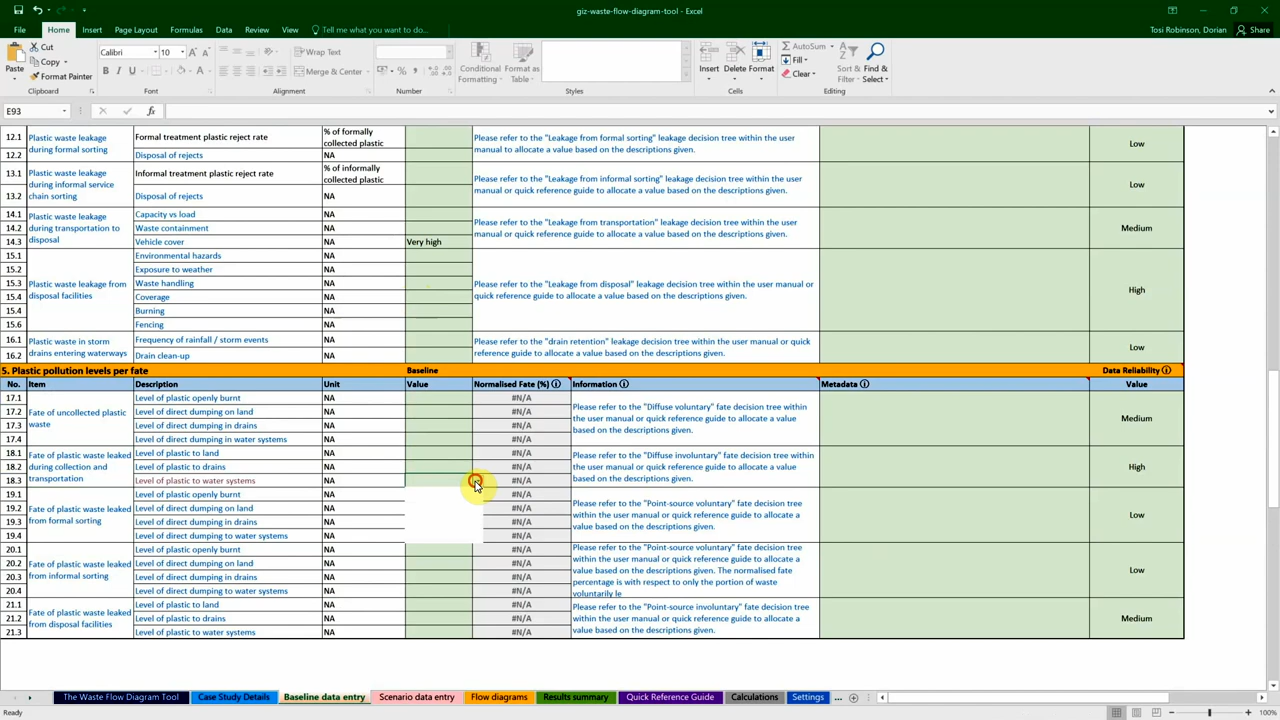 giz-waste-flow-diagram-tool - Excel
Tosi Robinson, Dorian
Share
File Home Insert Page Layout Formulas Data Review View Tell me what you want to do...
Paste
Cut
Copy
Format Painter
Calibri 10
B I U
Wrap Text
Merge & Center
Conditional Formatting
Format as Table
Insert Delete Format
AutoSum
Fill
Clear
Sort & Filter
Find & Select
Clipboard Font Alignment Number Styles Cells Editing
E93 fx
12.1 Plastic waste leakage during formal sorting Formal treatment plastic reject rate % of formally collected plastic Please refer to the "Leakage from formal sorting" leakage decision tree within the user manual to allocate a value based on the descriptions given. Low
12.2 Disposal of rejects NA
13.1 Plastic waste leakage during informal service chain sorting Informal treatment plastic reject rate % of informally collected plastic Please refer to the "Leakage from informal sorting" leakage decision tree within the user manual or quick reference guide to allocate a value based on the descriptions given. Low
13.2 Disposal of rejects NA
14.1 Plastic waste leakage during transportation to disposal Capacity vs load NA Please refer to the "Leakage from transportation" leakage decision tree within the user manual or quick reference guide to allocate a value based on the descriptions given. Medium
14.2 Waste containment NA
14.3 Vehicle cover NA Very high
15.1 Plastic waste leakage from disposal facilities Environmental hazards NA Please refer to the "Leakage from disposal" leakage decision tree within the user manual or quick reference guide to allocate a value based on the descriptions given. High
15.2 Exposure to weather NA
15.3 Waste handling NA
15.4 Coverage NA
15.4 Burning NA
15.6 Fencing NA
16.1 Plastic waste in storm drains entering waterways Frequency of rainfall / storm events NA Please refer to the "drain retention" leakage decision tree within the user manual or quick reference guide to allocate a value based on the descriptions given. Low
16.2 Drain clean-up NA
5. Plastic pollution levels per fate Baseline Data Reliability
No. Item Description Unit Value Normalised Fate (%) Information Metadata Value
17.1 Fate of uncollected plastic waste Level of plastic openly burnt NA #N/A Please refer to the "Diffuse voluntary" fate decision tree within the user manual or quick reference guide to allocate a value based on the descriptions given. Medium
17.2 Level of direct dumping on land NA #N/A
17.3 Level of direct dumping in drains NA #N/A
17.4 Level of direct dumping in water systems NA #N/A
18.1 Fate of plastic waste leaked during collection and transportation Level of plastic to land NA #N/A Please refer to the "Diffuse involuntary" fate decision tree within the user manual or quick reference guide to allocate a value based on the descriptions given. High
18.2 Level of plastic to drains NA #N/A
18.3 Level of plastic to water systems NA #N/A
19.1 Fate of plastic waste leaked from formal sorting Level of plastic openly burnt NA #N/A Please refer to the "Point-source voluntary" fate decision tree within the user manual or quick reference guide to allocate a value based on the descriptions given. Low
19.2 Level of direct dumping on land NA #N/A
19.3 Level of direct dumping in drains NA #N/A
19.4 Level of direct dumping to water systems NA #N/A
20.1 Fate of plastic waste leaked from informal sorting Level of plastic openly burnt NA #N/A Please refer to the "Point-source voluntary" fate decision tree within the user manual or quick reference guide to allocate a value based on the descriptions given. The normalised fate percentage is with respect to only the portion of waste voluntarily le Low
20.2 Level of direct dumping on land NA #N/A
20.3 Level of direct dumping in drains NA #N/A
20.4 Level of direct dumping to water systems NA #N/A
21.1 Fate of plastic waste leaked from disposal facilities Level of plastic to land NA #N/A Please refer to the "Point-source involuntary" fate decision tree within the user manual or quick reference guide to allocate a value based on the descriptions given. Medium
21.2 Level of plastic to drains NA #N/A
21.3 Level of plastic to water systems NA #N/A
The Waste Flow Diagram Tool Case Study Details Baseline data entry Scenario data entry Flow diagrams Results summary Quick Reference Guide Calculations Settings ...
100%